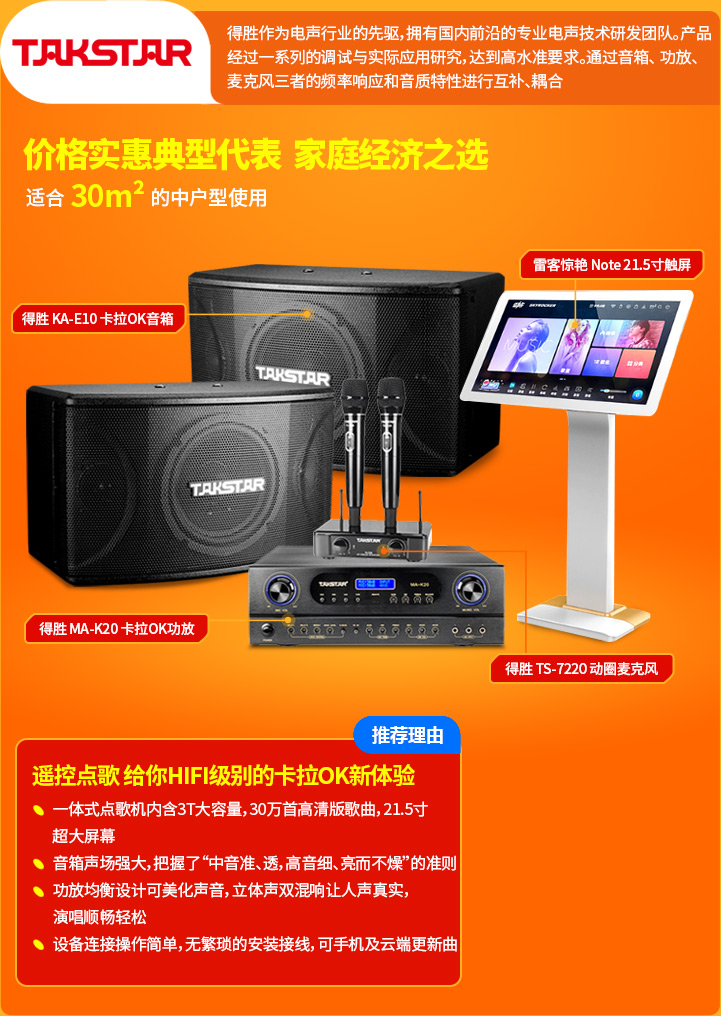 TAKSTAR
得胜作为电声行业的先驱，拥有国内前沿的专业电声技术研发团队。产品
经过一系列的调试与实际应用研究，达到高水准要求。通过音箱、功放、
麦克风三者的频率响应和音质特性进行互补、耦合
价格实惠典型代表 家庭经济之选
适合 30m² 的中户型使用
雷客惊艳 Note 21.5寸触屏
得胜 KA-E10 卡拉OK音箱
TAKSTAR
TAKSTAR
TAKSTAR
TAKSTAR
MA-K20
得胜 MA-K20 卡拉OK功放
得胜 TS-7220 动圈麦克风
推荐理由
遥控点歌 给你HIFI级别的卡拉OK新体验
一体式点歌机内含3T大容量，30万首高清版歌曲，21.5寸
超大屏幕
音箱声场强大，把握了“中音准、透，高音细、亮而不燥”的准则
功放均衡设计可美化声音，立体声双混响让人声真实，
演唱顺畅轻松
设备连接操作简单，无繁琐的安装接线，可手机及云端更新曲